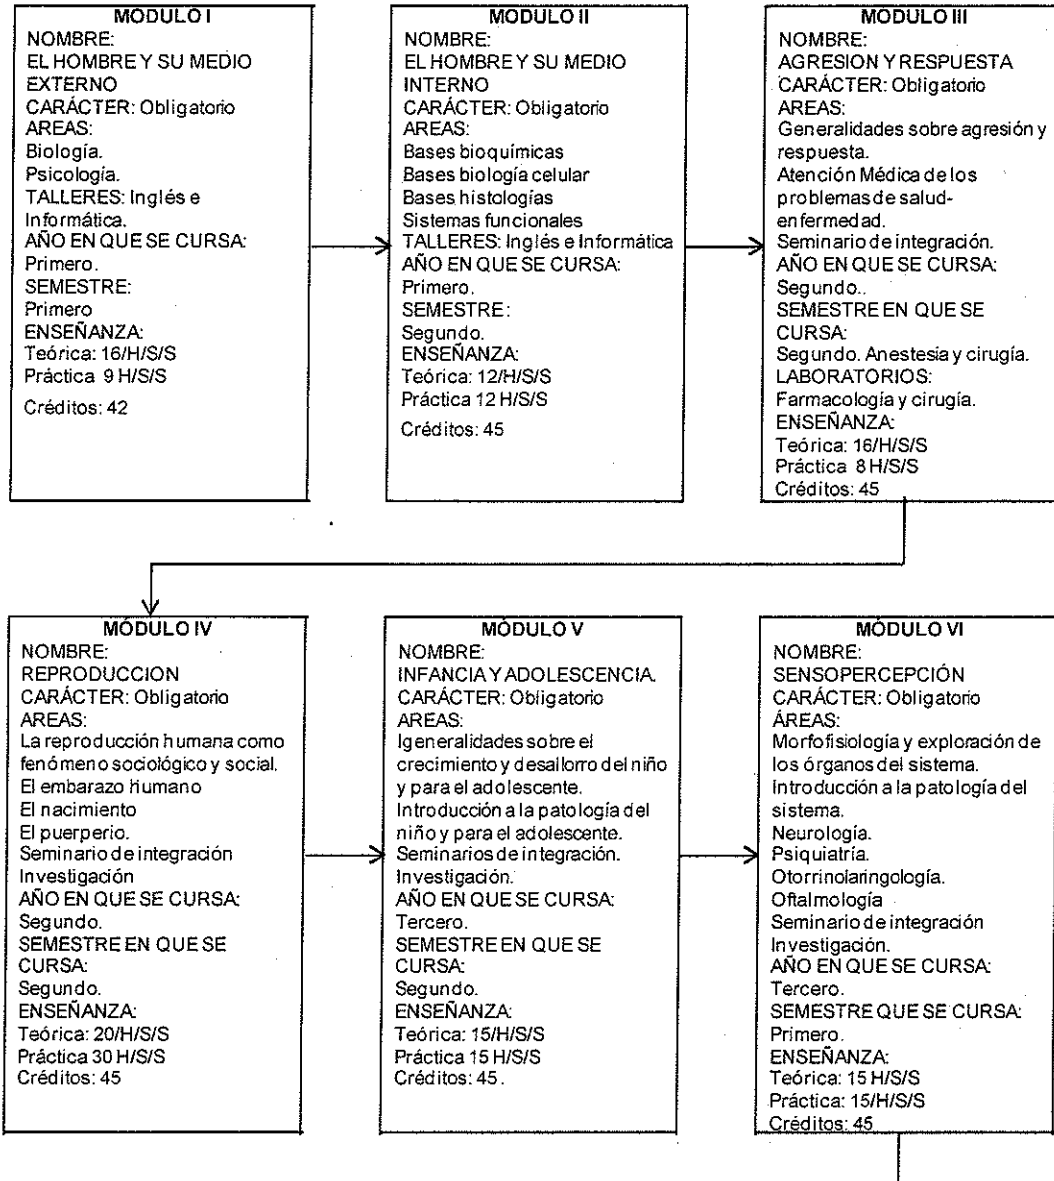 MODULO I
NOMBRE:
EL HOMBRE Y SU MEDIO
EXTERNO
CARÁCTER: Obligatorio
AREAS:
Biología.
Psicología.
TALLERES: Inglés e
Informática.
AÑO EN QUE SE CURSA:
Primero.
SEMESTRE:
Primero
ENSEÑANZA:
Teórica: 16/H/S/S
Práctica 9 H/S/S
Créditos: 42
MODULO II
NOMBRE:
EL HOMBRE Y SU MEDIO
INTERNO
CARÁCTER: Obligatorio
AREAS:
Bases bioquímicas
Bases biología celular
Bases histologías
Sistemas funcionales
TALLERES: Inglés e Informática
AÑO EN QUE SE CURSA:
Primero.
SEMESTRE:
Segundo.
ENSEÑANZA:
Teórica: 12/H/S/S
Práctica 12 H/S/S
Créditos: 45
MODULO III
NOMBRE:
AGRESION Y RESPUESTA
CARÁCTER: Obligatorio
AREAS:
Generalidades sobre agresión y
respuesta.
Atención Médica de los
problemas de salud-
enfermedad.
Seminario de integración.
AÑO EN QUE SE CURSA:
Segundo..
SEMESTRE EN QUE SE
CURSA:
Segundo. Anestesia y cirugía.
LABORATORIOS:
Farmacología y cirugía.
ENSEÑANZA:
Teórica: 16/H/S/S
Práctica 8 H/S/S
Créditos: 45
MÓDULO IV
NOMBRE:
REPRODUCCION
CARÁCTER: Obligatorio
AREAS:
La reproducción humana como
fenómeno sociológico y social.
El embarazo humano
El nacimiento
El puerperio.
Seminario de integración
Investigación
AÑO EN QUE SE CURSA:
Segundo.
SEMESTRE EN QUE SE
CURSA:
Segundo.
ENSEÑANZA:
Teórica: 20/H/S/S
Práctica 30 H/S/S
Créditos: 45
MÓDULO V
NOMBRE:
INFANCIA Y ADOLESCENCIA.
CARÁCTER: Obligatorio
AREAS:
Igeneralidades sobre el
crecimiento y desallorro del niño
y para el adolescente.
Introducción a la patología del
niño y para el adolescente.
Seminarios de integración.
Investigación.
AÑO EN QUE SE CURSA:
Tercero.
SEMESTRE EN QUE SE
CURSA:
Segundo.
ENSEÑANZA:
Teórica: 15/H/S/S
Práctica 15 H/S/S
Créditos: 45.
MÓDULO VI
NOMBRE:
SENSOPERCEPCIÓN
CARÁCTER: Obligatorio
ÁREAS:
Morfofisiología y exploración de
los órganos del sistema.
Introducción a la patología del
sistema.
Neurología.
Psiquiatría.
Otorrinolaringología.
Oftalmología
Seminario de integración
Investigación.
AÑO EN QUE SE CURSA:
Tercero.
SEMESTRE QUE SE CURSA:
Primero.
ENSEÑANZA:
Teórica: 15 H/S/S
Práctica: 15/H/S/S
Créditos: 45